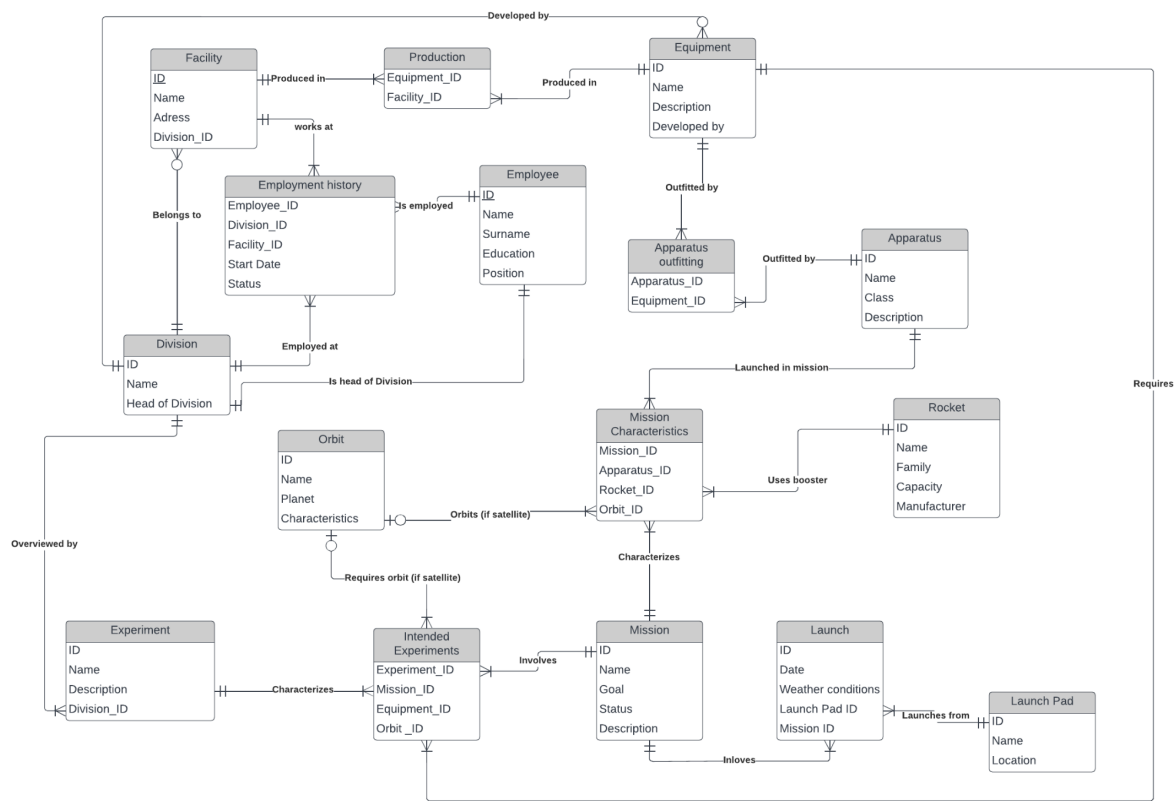 Developed by
Facility
ID
Name
Adress
Division_ID
Production
Equipment_ID
Facility_ID
Equipment
ID
Name
Description
Developed by
Produced in
Produced in
works at
Employment history
Employee_ID
Division_ID
Facility_ID
Start Date
Status
Is employed
Employee
ID
Name
Surname
Education
Position
Belongs to
Outfitted by
Apparatus
outfitting
Apparatus_ID
Equipment_ID
Outfitted by
Apparatus
ID
Name
Class
Description
Division
ID
Name
Head of Division
Employed at
Is head of Division
Launched in mission
Requires
Orbit
ID
Name
Planet
Characteristics
Mission
Characteristics
Mission_ID
Apparatus_ID
Rocket_ID
Orbit_ID
Uses booster
Rocket
ID
Name
Family
Capacity
Manufacturer
Orbits (if satellite)
Overviewed by
Requires orbit (if satellite)
Characterizes
Experiment
ID
Name
Description
Division_ID
Characterizes
Intended
Experiments
Experiment_ID
Mission_ID
Equipment_ID
Orbit _ID
Involves
Mission
ID
Name
Goal
Status
Description
Launch
ID
Date
Weather conditions
Launch Pad ID
Mission ID
Launches from
Launch Pad
ID
Name
Location
Inloves